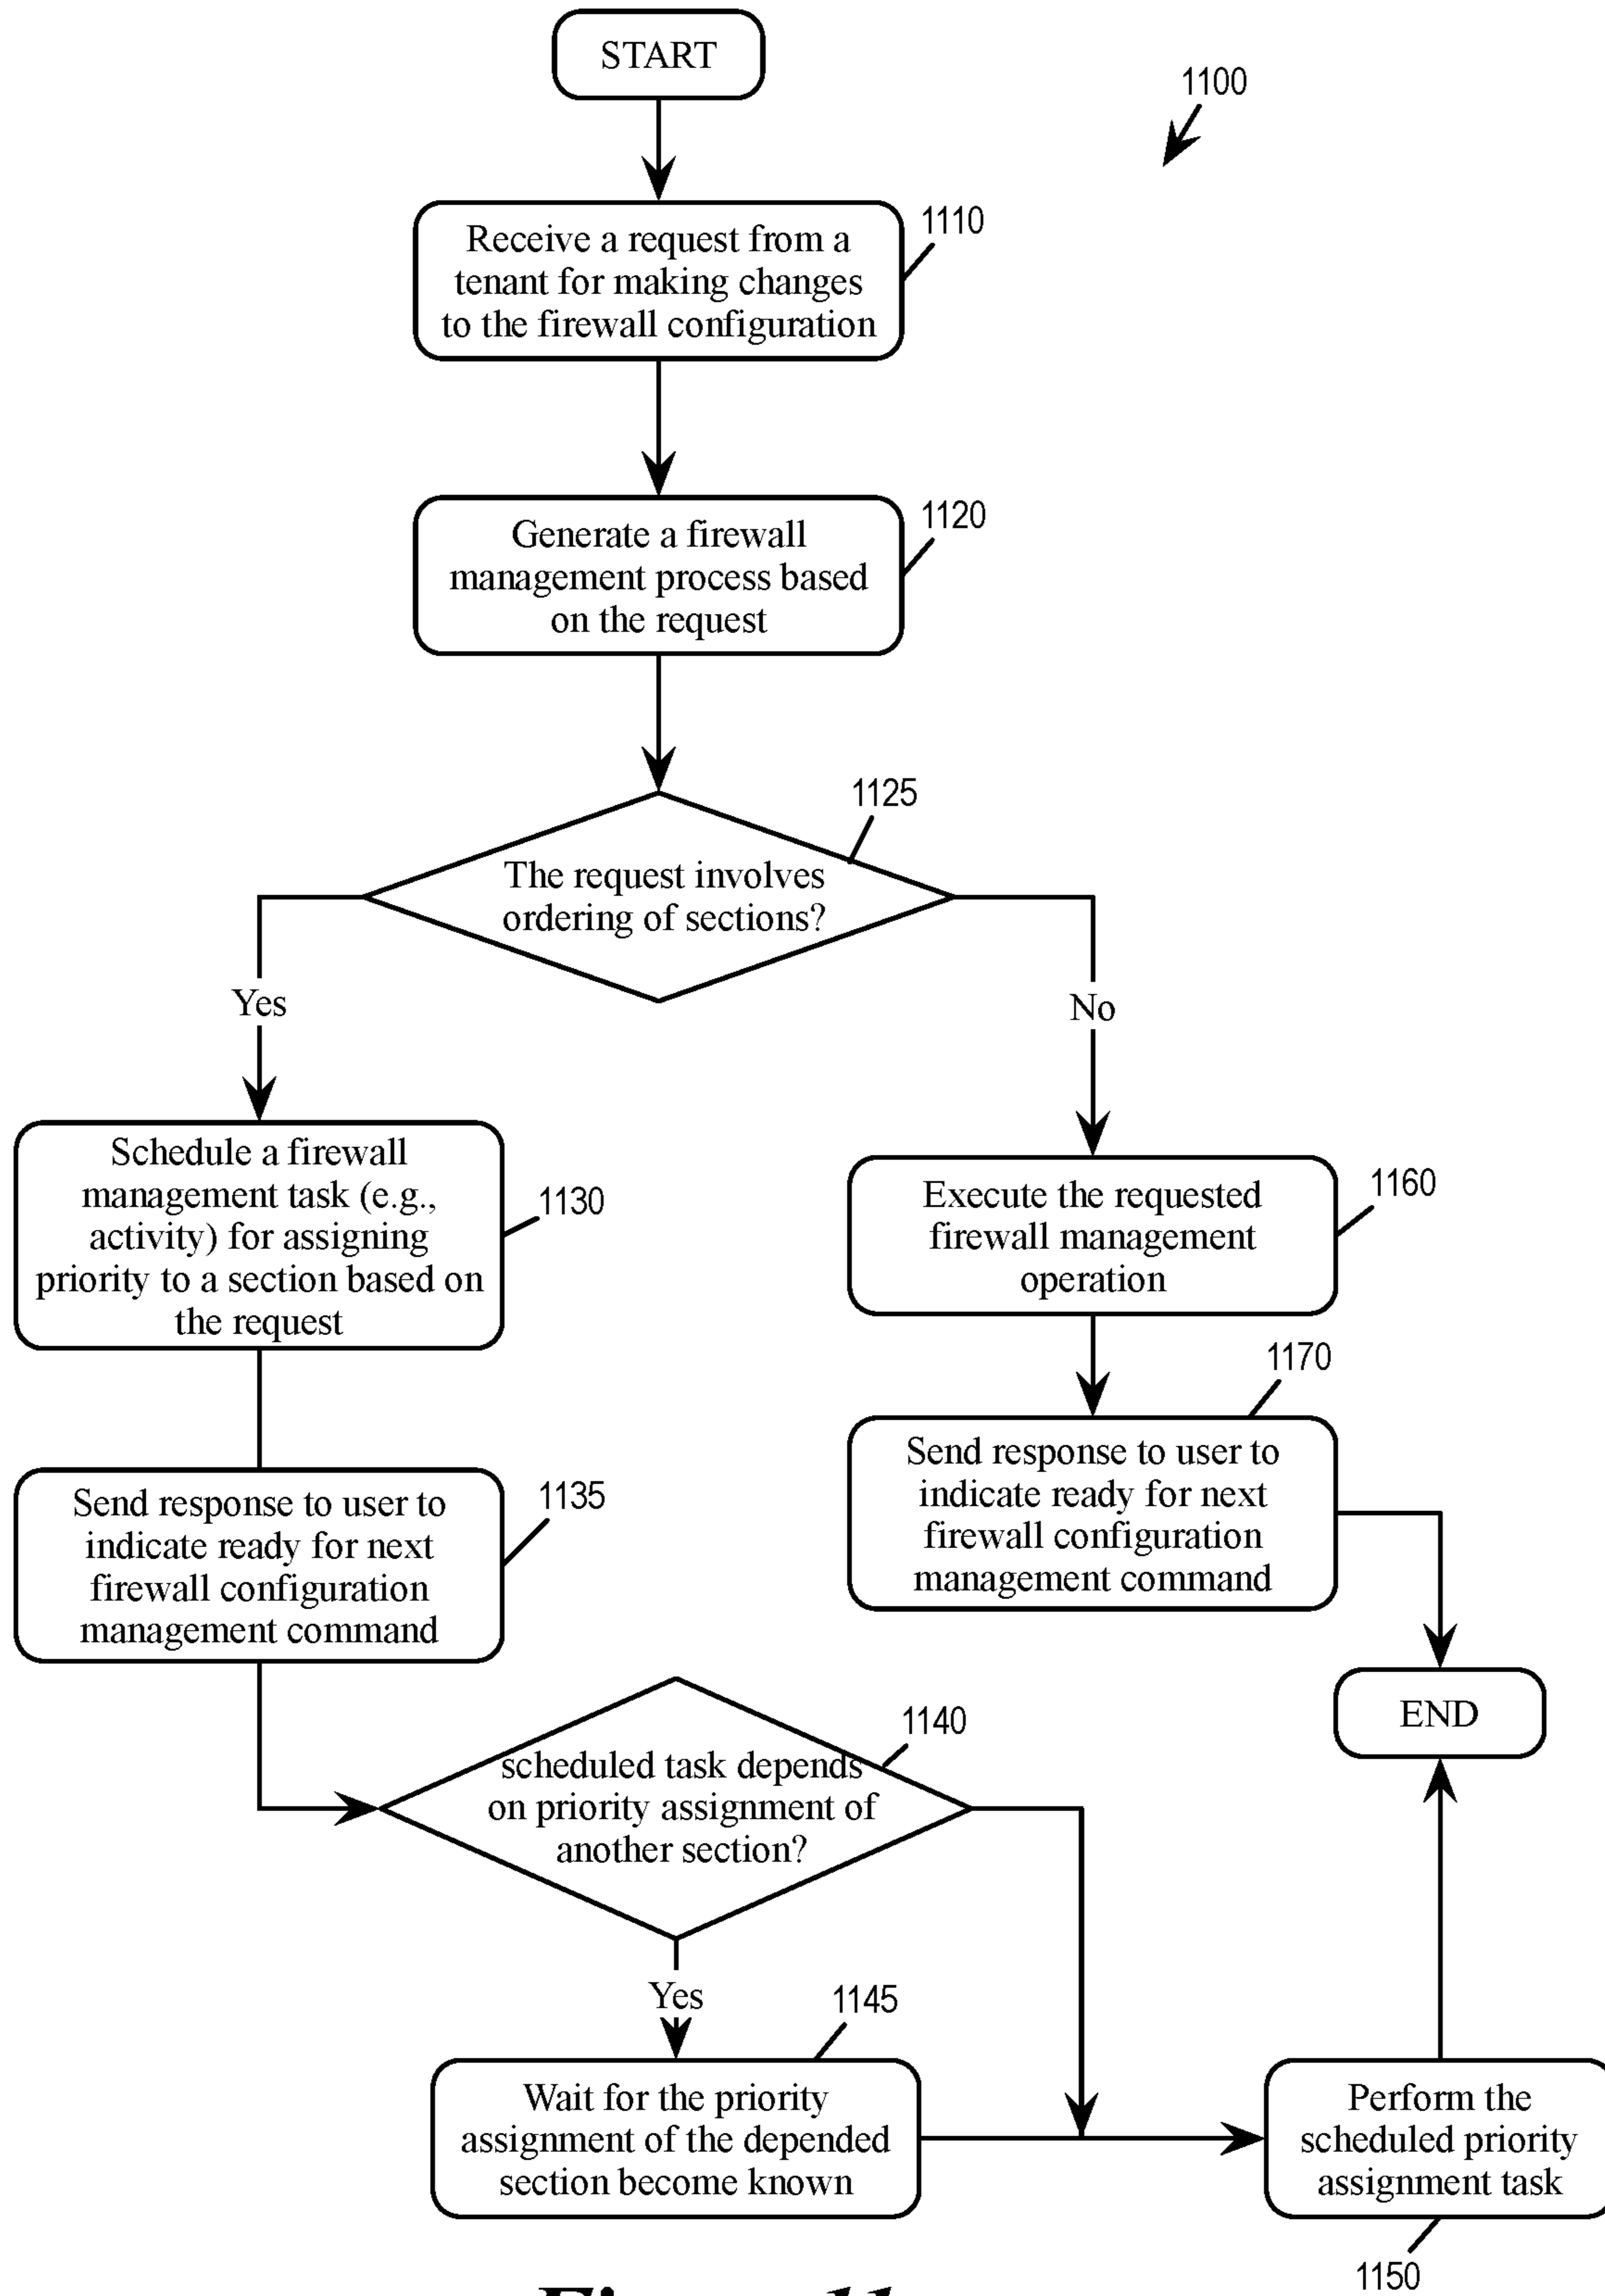 START
1100
Receive a request from a
tenant for making changes
to the firewall configuration
1110
Generate a firewall
management process based
on the request
1120
1125
The request involves
ordering of sections?
Yes
No
Schedule a firewall
management task (e.g.,
activity) for assigning
priority to a section based on
the request
1130
Execute the requested
firewall management
operation
1160
1170
Send response to user to
indicate ready for next
firewall configuration
management command
1135
Send response to user to
indicate ready for next
firewall configuration
management command
END
1140
scheduled task depends
on priority assignment of
another section?
Yes
1145
Wait for the priority
assignment of the depended
section become known
Perform the
scheduled priority
assignment task
1150